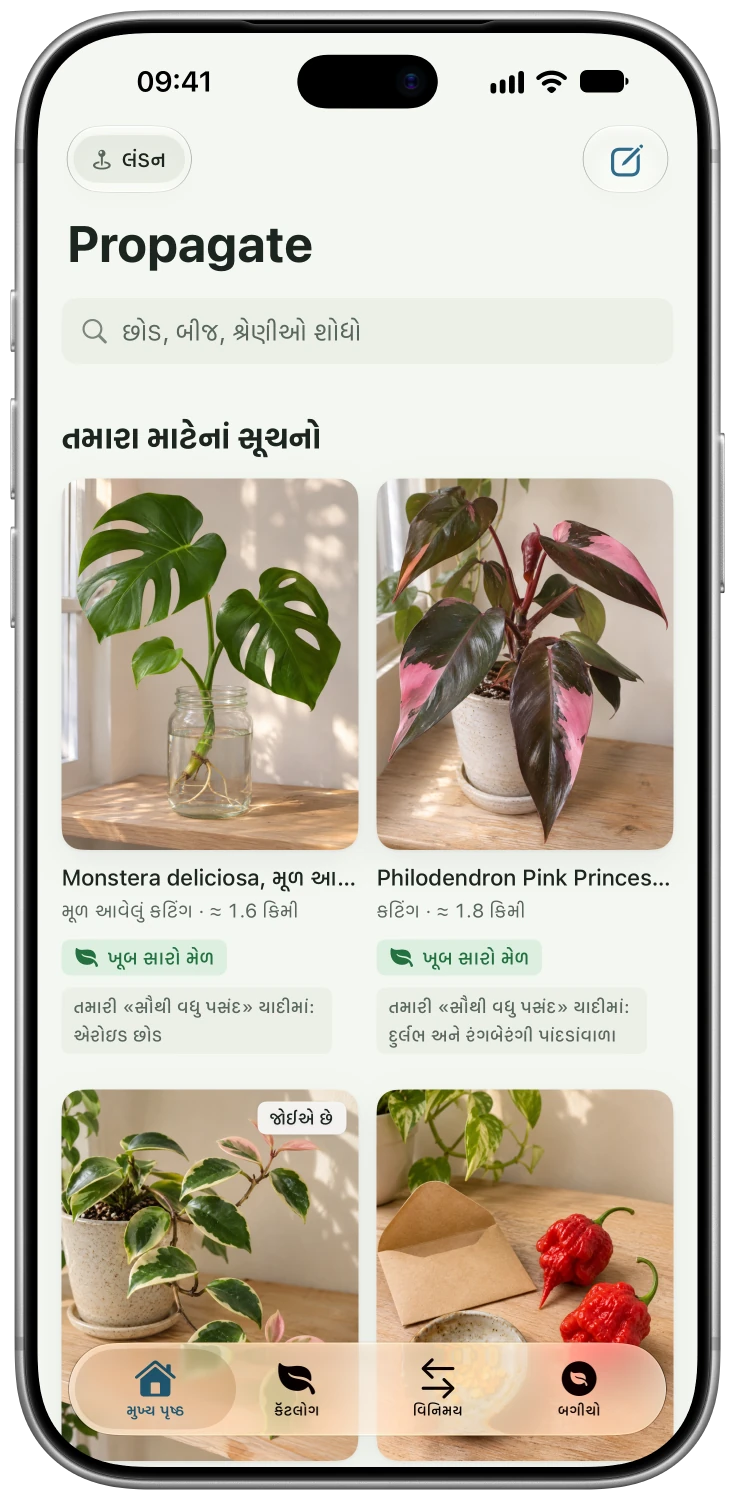 09:41
લંડન
Propagate
છોડ, બીજ, શ્રેણીઓ શોધો
તમારા માટેનાં સૂચનો
Monstera deliciosa, મૂળ આ...
Philodendron Pink Princes...
મૂળ આવેલું કટિંગ · ≈ 1.6 કિમી
કટિંગ · ≈ 1.8 કિમી
ખૂબ સારો મેળ
ખૂબ સારો મેળ
તમારી «સૌથી વધુ પસંદ» યાદીમાં:
એરોઇડ છોડ
તમારી «સૌથી વધુ પસંદ» યાદીમાં:
દુર્લભ અને રંગબેરંગી પાંદડાંવાળા
જોઈએ છે
મુખ્ય પૃષ્ઠ
કૅટલોગ
વિનિમય
બગીચો